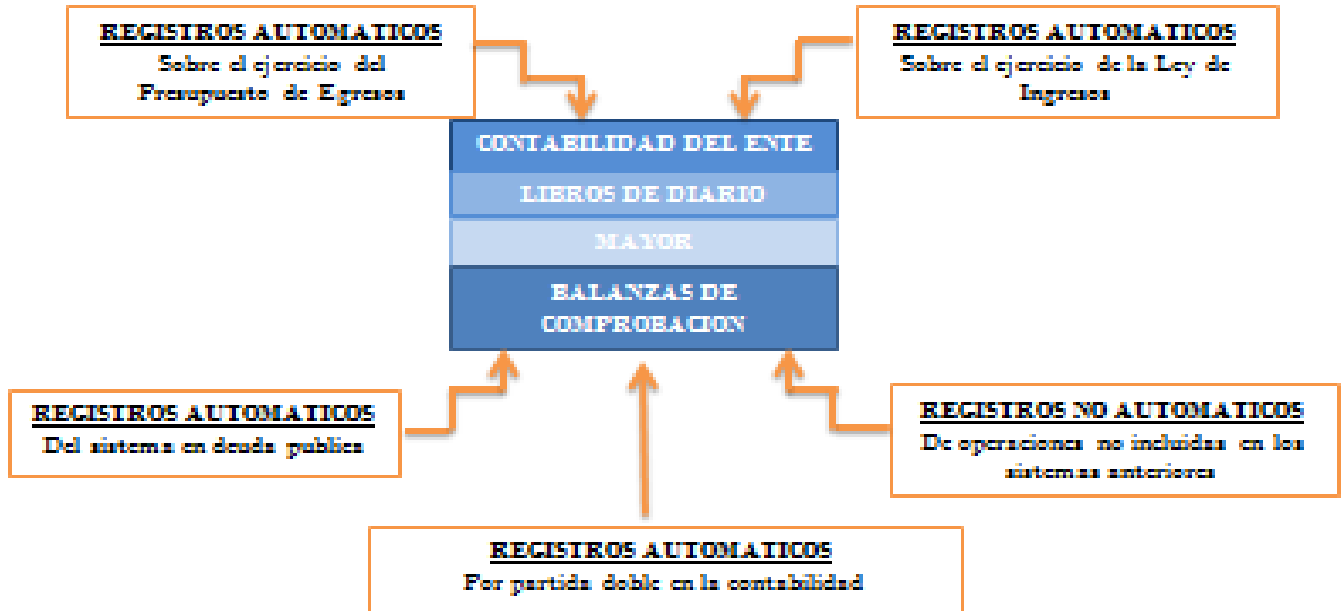 REGISTROS AUTOMATICOS
Sobre el ejercicio del
Presupuesto de Egresos
REGISTROS AUTOMATICOS
Sobre el ejercicio de la Ley de
Ingresos
CONTABILIDAD DEL ENTE
LIBROS DE DIARIO
MAYOR
BALANZAS DE
COMPROBACION
REGISTROS AUTOMATICOS
Del sistema en deuda publica
REGISTROS NO AUTOMATICOS
De operaciones no incluidas en los
sistemas anteriores
REGISTROS AUTOMATICOS
Por partida doble en la contabilidad